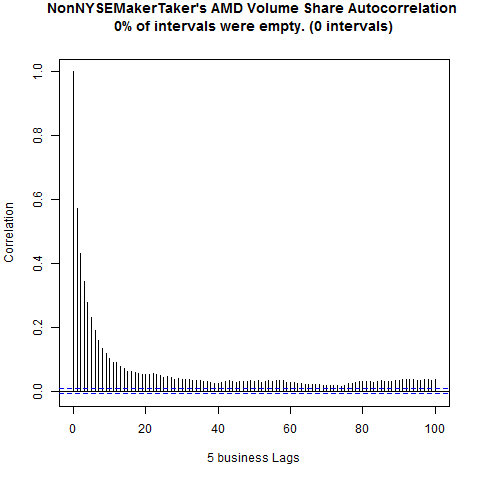 NonNYSEMakerTaker's AMD Volume Share Autocorrelation
0% of intervals were empty. (0 intervals)
Correlation
1.0
0.8
0.6
0.4
0.2
0.0
0 20 40 60 80 100
5 business Lags